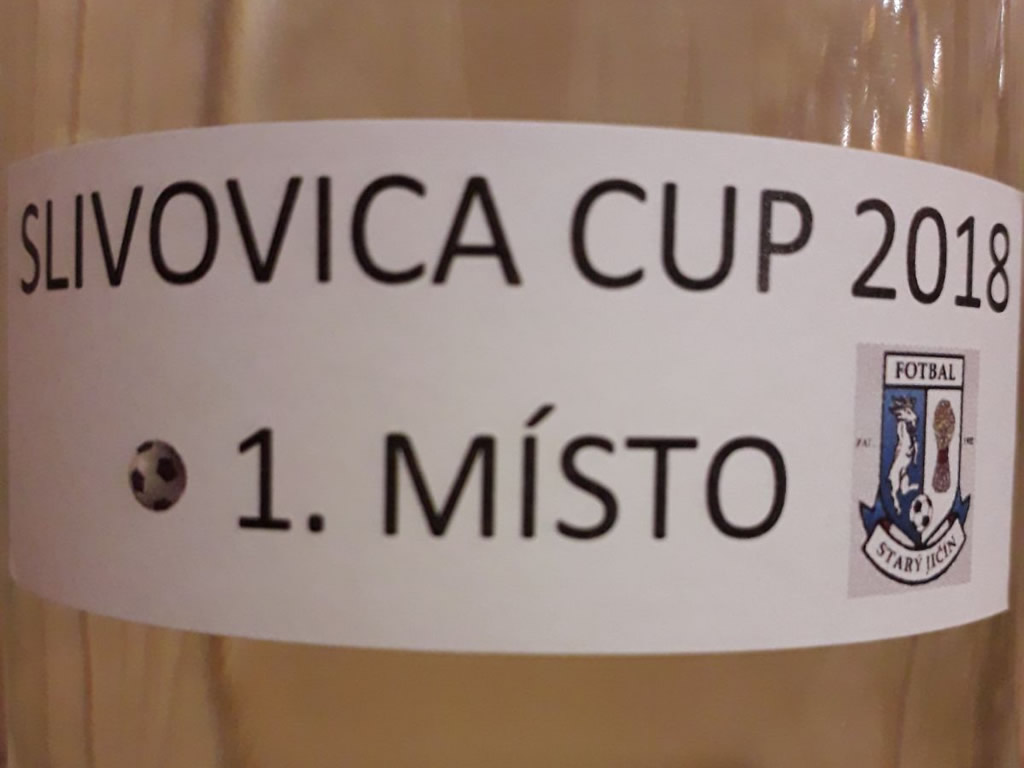 SLIVOVICA CUP 2018
1. MÍSTO
FOTBAL
STARÝ JIČÍN